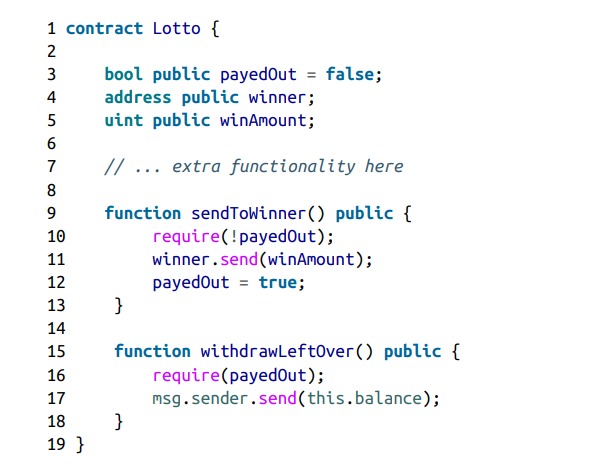 1 contract Lotto {
2
3     bool public payedOut = false;
4     address public winner;
5     uint public winAmount;
6
7     // ... extra functionality here
8
9     function sendToWinner() public {
10         require(!payedOut);
11         winner.send(winAmount);
12         payedOut = true;
13     }
14
15     function withdrawLeftOver() public {
16         require(payedOut);
17         msg.sender.send(this.balance);
18     }
19 }